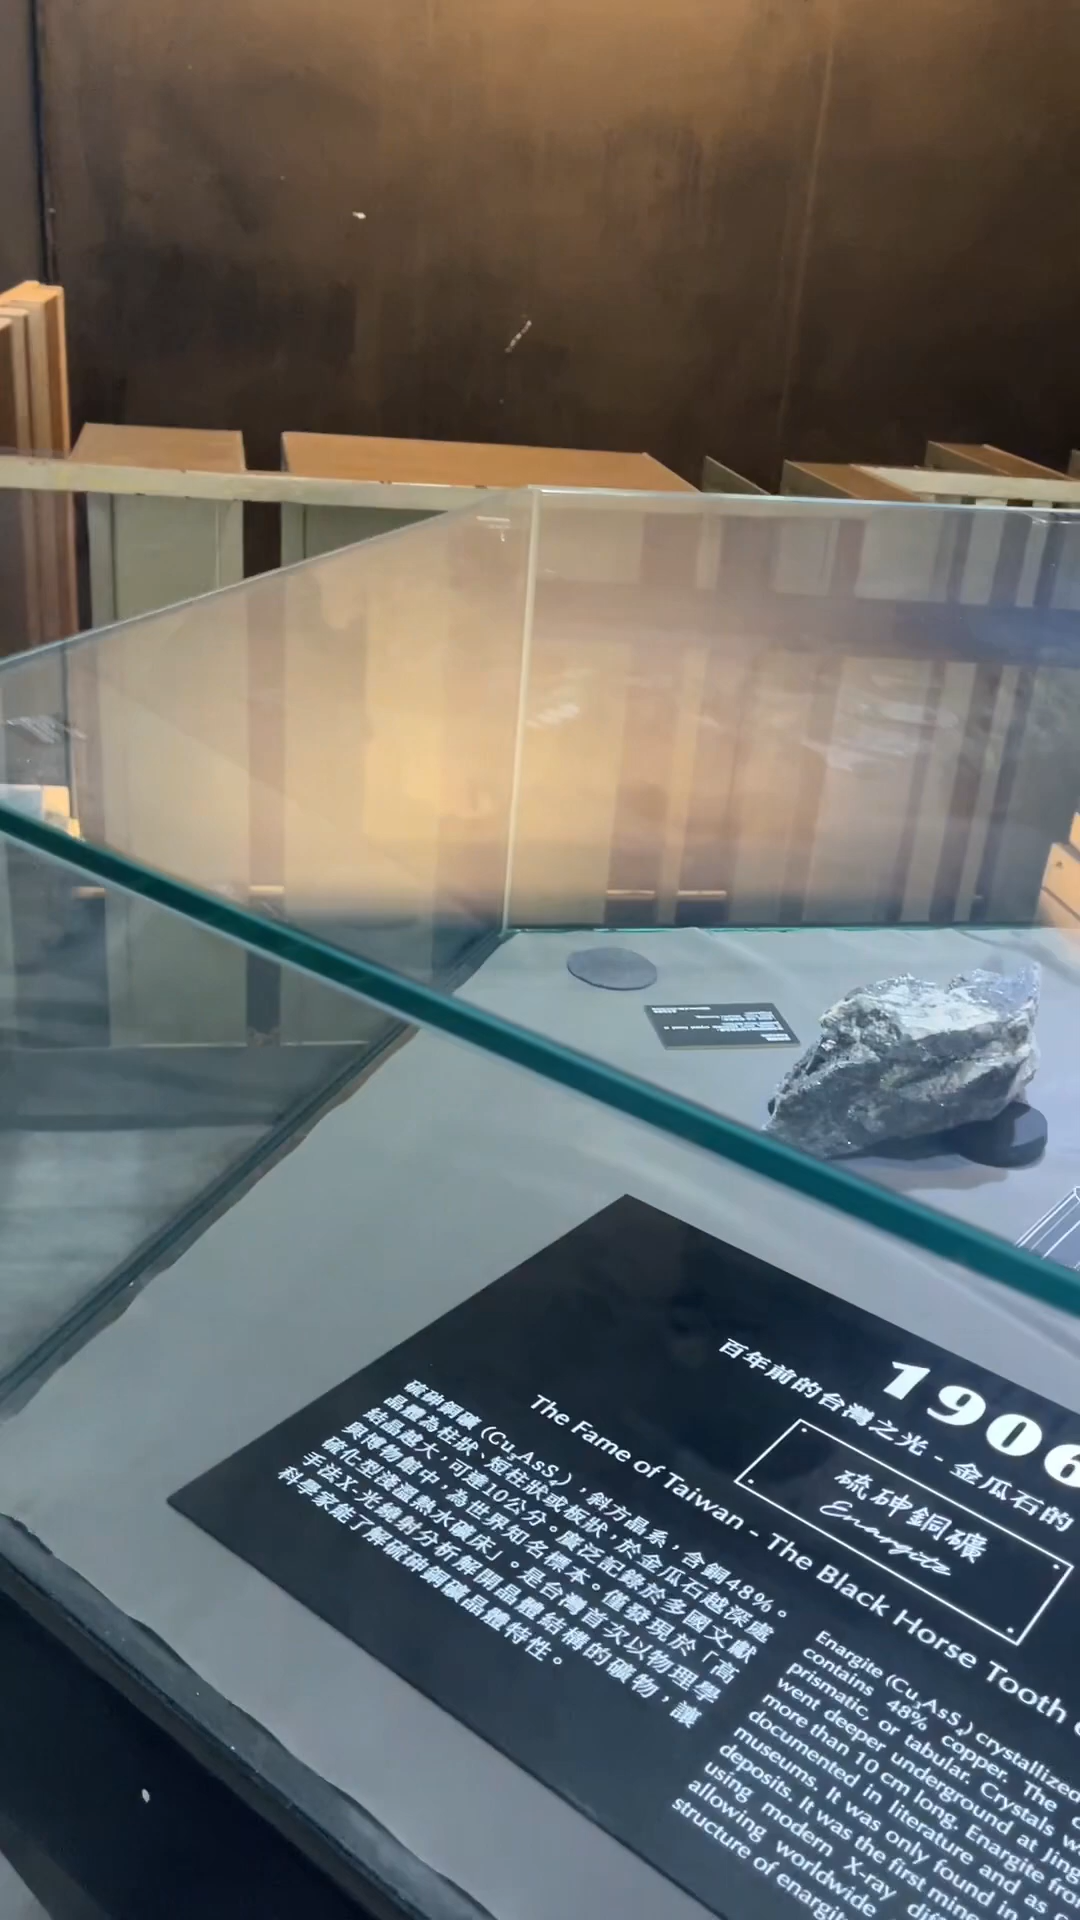 1906
百年前的台灣之光 - 金瓜石的
硫砷銅礦
Enargite
The Fame of Taiwan - The Black Horse Tooth
硫砷銅礦 (Cu₃AsS₄)，斜方晶系，含銅48%。
晶體為柱狀、短柱狀或板狀，於金瓜石越深處
結晶越大，可達10公分。廣泛記錄於多國文獻
與博物館中，為世界知名標本。僅發現於「高
硫化型淺溫熱水礦床」。是台灣首次以物理學
手法X-光繞射分析解開晶體結構的礦物，讓
科學家能了解硫砷銅礦晶體特性。
Enargite (Cu₃AsS₄) crystallized
contains 48% copper. The
prismatic, or tabular. Crystals
went deeper underground at
more than 10 cm long. Enargite
documented in literature and as
museums. It was only found in
deposits. It was the first
using modern X-ray
allowing worldwide
structure of